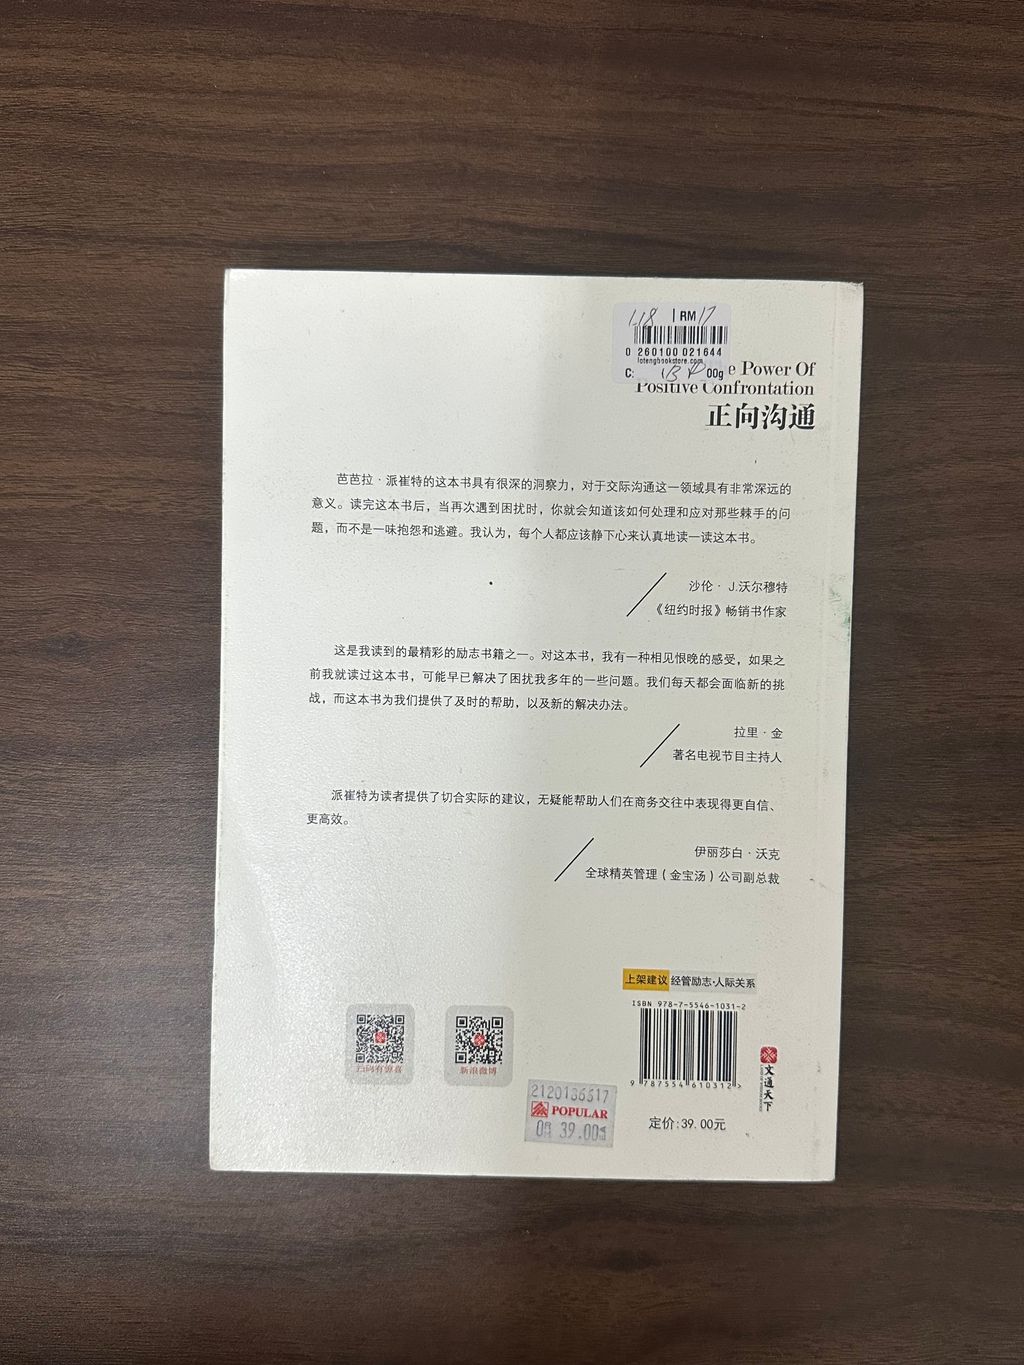 118 | RM 17
0 260100 021644
lotengbookstore.com
C: 00g
e Power Of
Positive Confrontation
正向沟通
芭芭拉·派崔特的这本书具有很深的洞察力，对于交际沟通这一领域具有非常深远的
意义。读完这本书后，当再次遇到困扰时，你就会知道该如何处理和应对那些棘手的问
题，而不是一味抱怨和逃避。我认为，每个人都应该静下心来认真地读一读这本书。
沙伦· J.沃尔穆特
《纽约时报》畅销书作家
这是我读到的最精彩的励志书籍之一。对这本书，我有一种相见恨晚的感受，如果之
前我就读过这本书，可能早已解决了困扰我多年的一些问题。我们每天都会面临新的挑
战，而这本书为我们提供了及时的帮助，以及新的解决办法。
拉里·金
著名电视节目主持人
派崔特为读者提供了切合实际的建议，无疑能帮助人们在商务交往中表现得更自信、
更高效。
伊丽莎白·沃克
全球精英管理（金宝汤）公司副总裁
上架建议 经管励志·人际关系
ISBN 978-7-5546-1031-2
9 787554 610312 >
定价:39.00元
文通天下
新浪微博
2120136617
POPULAR
39.00